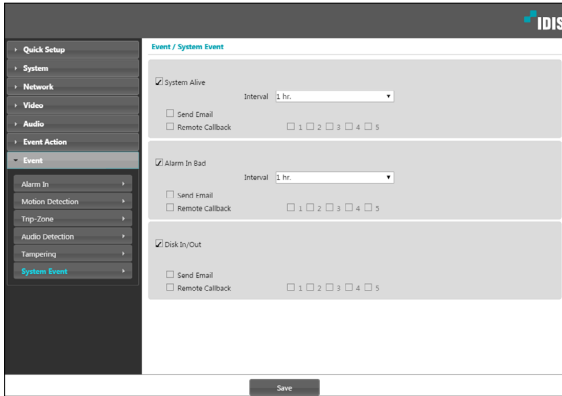 IDIS
Quick Setup
System
Network
Video
Audio
Event Action
Event
Alarm In
Motion Detection
Trip-Zone
Audio Detection
Tampering
System Event
Event / System Event
System Alive
Interval 1 hr.
Send Email
Remote Callback 1 2 3 4 5
Alarm In Bad
Interval 1 hr.
Send Email
Remote Callback 1 2 3 4 5
Disk In/Out
Send Email
Remote Callback 1 2 3 4 5
Save